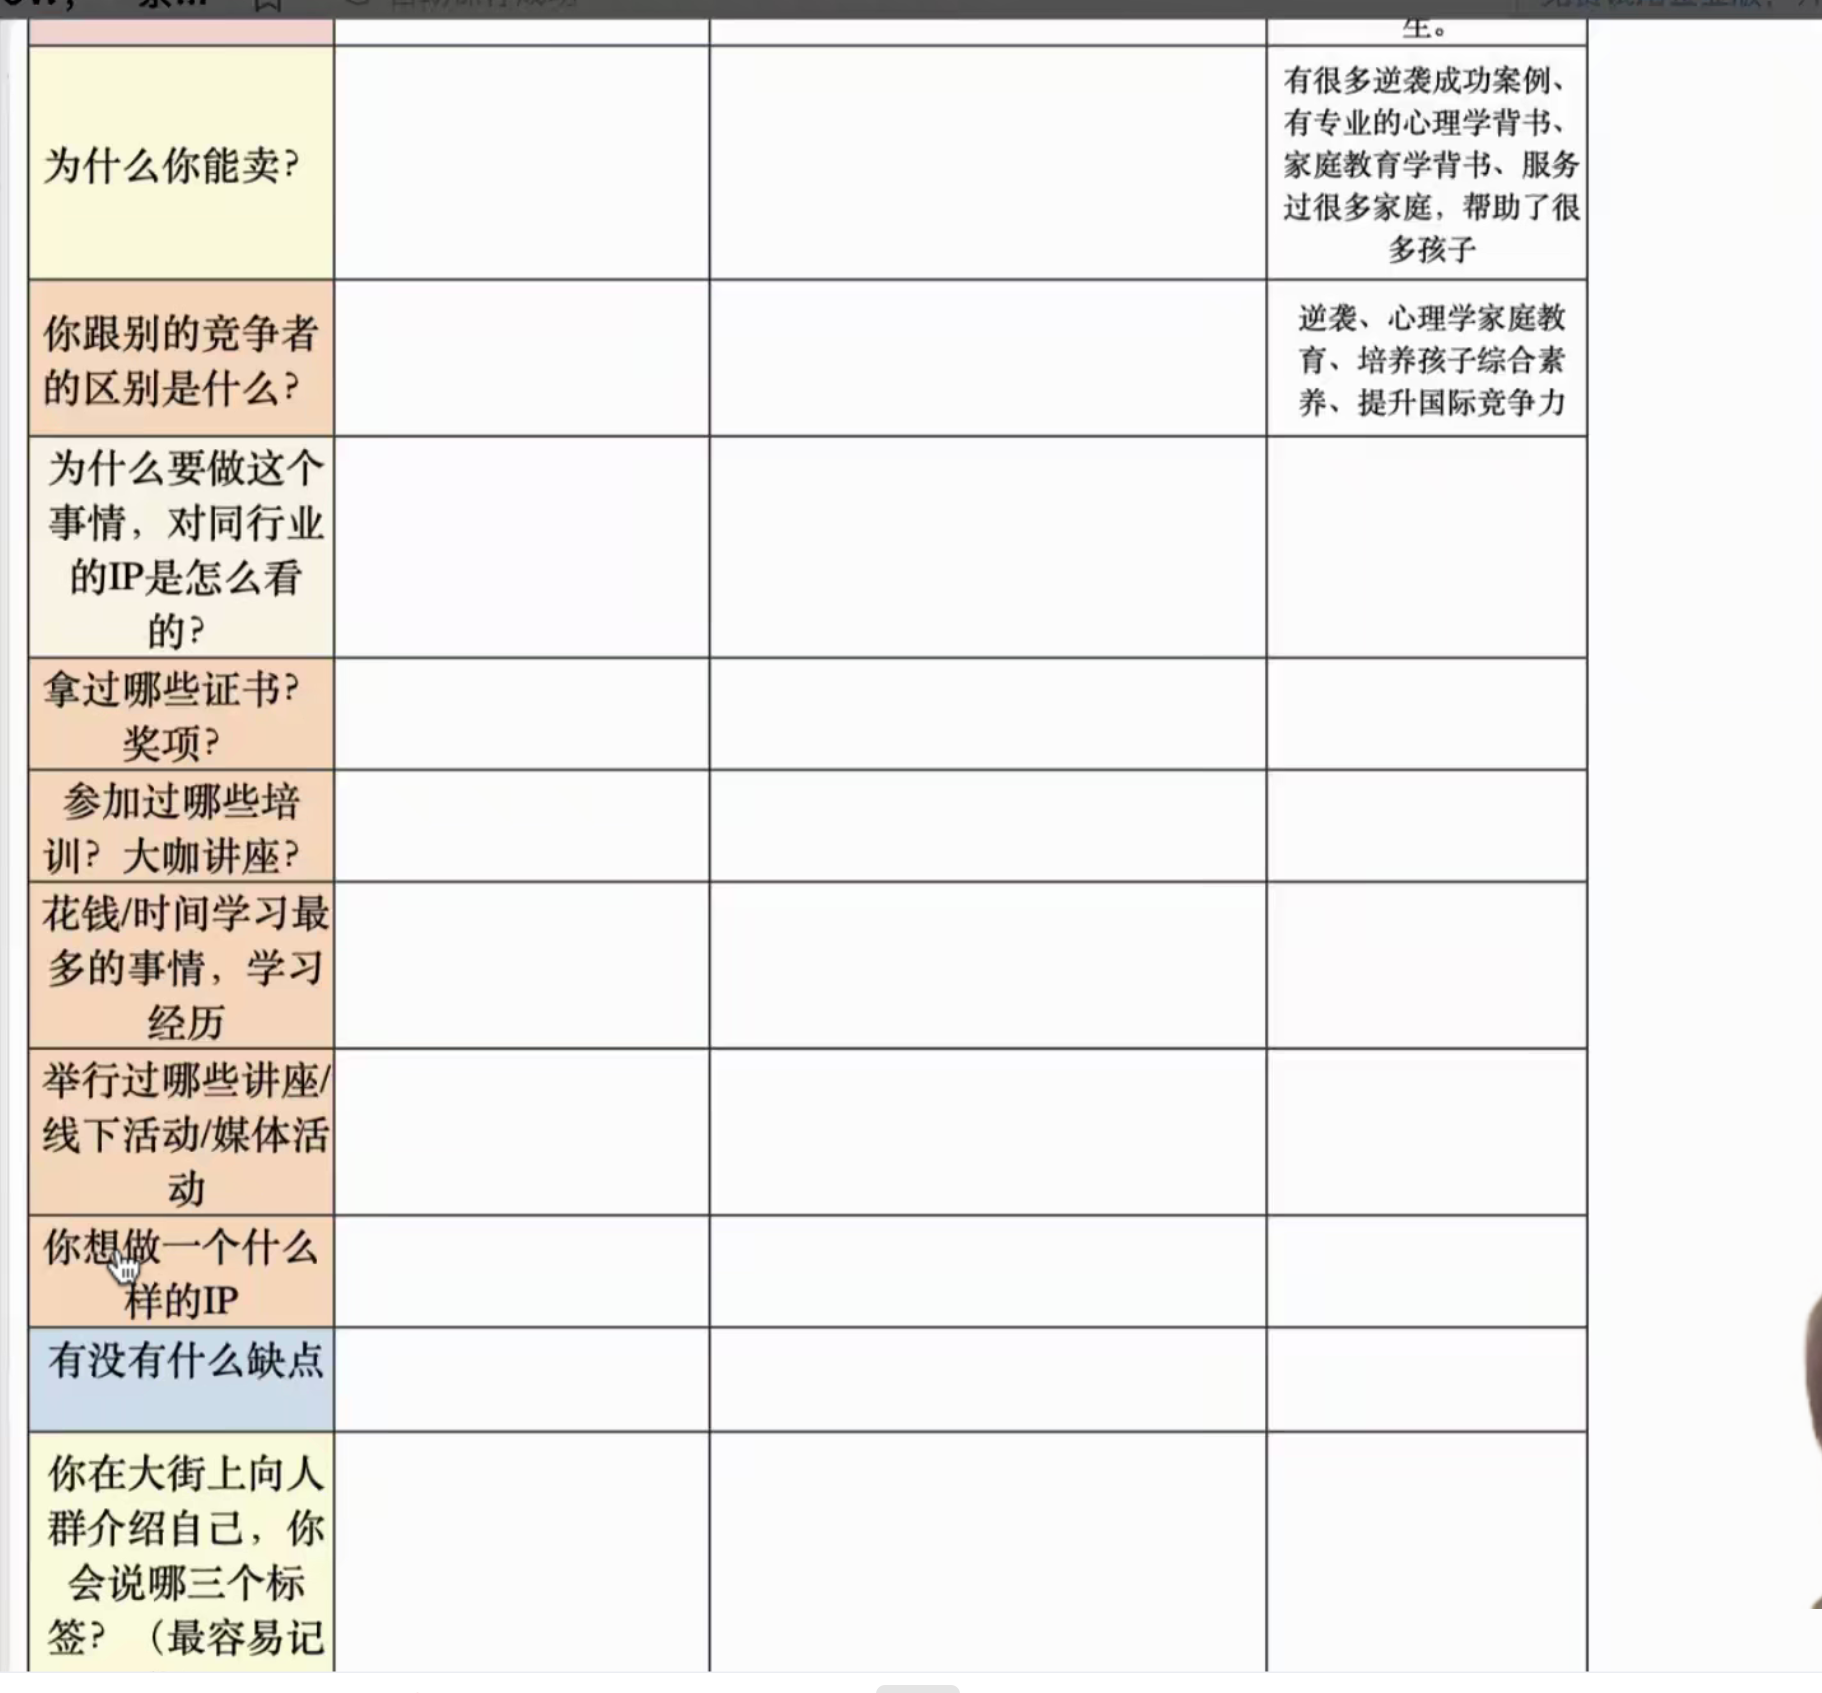 生。
为什么你能卖?
有很多逆袭成功案例、
有专业的心理学背书、
家庭教育学背书、服务
过很多家庭，帮助了很
多孩子
你跟别的竞争者
的区别是什么?
逆袭、心理学家庭教
育、培养孩子综合素
养、提升国际竞争力
为什么要做这个
事情，对同行业
的IP是怎么看
的?
拿过哪些证书?
奖项?
参加过哪些培
训? 大咖讲座?
花钱/时间学习最
多的事情，学习
经历
举行过哪些讲座/
线下活动/媒体活
动
你想做一个什么
样的IP
有没有什么缺点
你在大街上向人
群介绍自己，你
会说哪三个标
签? （最容易记